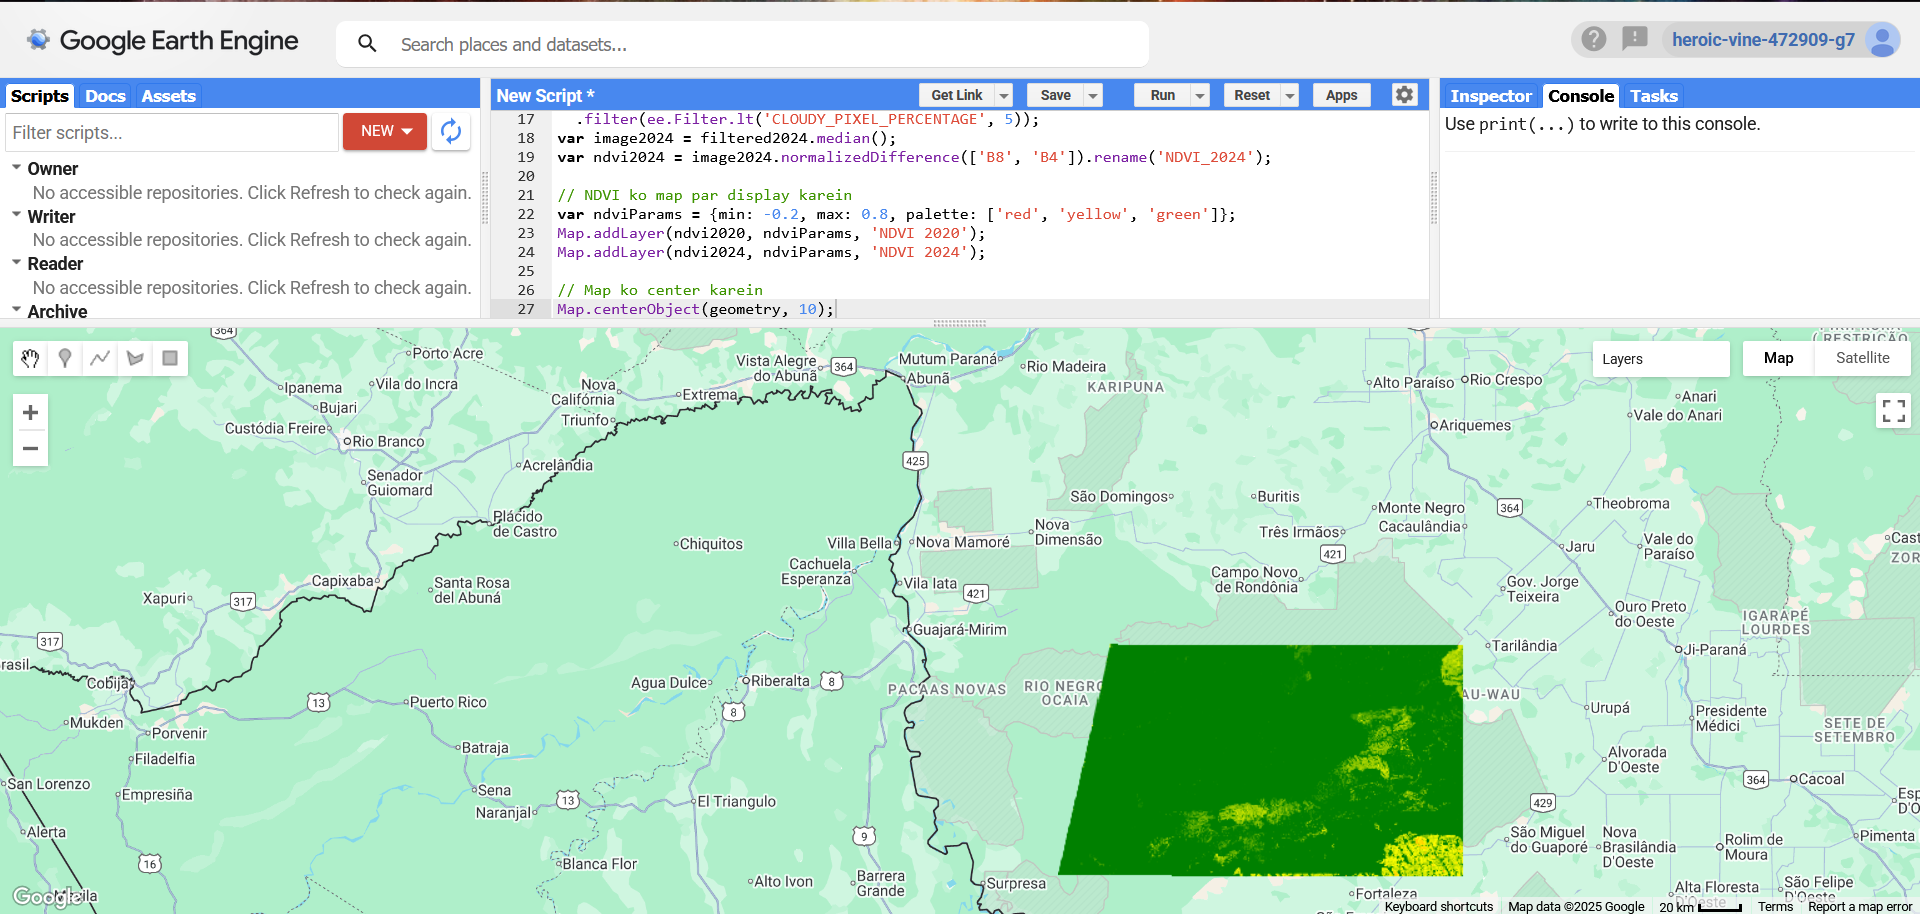 Google Earth Engine
Search places and datasets...
heroic-vine-472909-g7
Scripts
Docs
Assets
New Script *
Get Link
Save
Run
Reset
Apps
Inspector
Console
Tasks
Filter scripts...
NEW
Owner
No accessible repositories. Click Refresh to check again.
Writer
No accessible repositories. Click Refresh to check again.
Reader
No accessible repositories. Click Refresh to check again.
Archive
17 .filter(ee.Filter.lt('CLOUDY_PIXEL_PERCENTAGE', 5));
18 var image2024 = filtered2024.median();
19 var ndvi2024 = image2024.normalizedDifference(['B8', 'B4']).rename('NDVI_2024');
20
21 // NDVI ko map par display karein
22 var ndviParams = {min: -0.2, max: 0.8, palette: ['red', 'yellow', 'green']};
23 Map.addLayer(ndvi2020, ndviParams, 'NDVI 2020');
24 Map.addLayer(ndvi2024, ndviParams, 'NDVI 2024');
25
26 // Map ko center karein
27 Map.centerObject(geometry, 10);
Use print(...) to write to this console.
Layers
Map
Satellite
364
Porto Acre
Vista Alegre
do Abunã
364
Mutum Paraná
Abunã
Rio Madeira
KARIPUNA
Alto Paraíso
Rio Crespo
(RESTRIÇÃO
Ipanema
Vila do Incra
Nova
Califórnia
Extrema
Anari
Vale do Anari
Bujari
Triunfo
Custódia Freire
Rio Branco
Ariquemes
Acrelândia
425
Senador
Guiomard
São Domingos
Buritis
Monte Negro
364
Theobroma
Plácido
de Castro
Nova
Dimensão
Três Irmãos
Cacaulândia
Chiquitos
Villa Bella
Nova Mamoré
421
Jaru
Vale do
Paraíso
Cast
ZOR
Cachuela
Esperanza
Capixaba
Santa Rosa
del Abuná
Vila Iata
421
Campo Novo
de Rondônia
Gov. Jorge
Teixeira
Xapuri
317
Ouro Preto
do Oeste
IGARAPÉ
LOURDES
317
Guajará-Mirim
Tarilândia
Ji-Paraná
rasil
Cobija
Agua Dulce
Riberalta
8
PACAAS NOVAS
RIO NEGRO
OCAIA
AU-WAU
13
Puerto Rico
8
Urupá
Presidente
Médici
SETE DE
SETEMBRO
Mukden
Porvenir
Filadelfia
Batraja
Alvorada
D'Oeste
San Lorenzo
Empresiña
Sena
Naranjal
13
El Triangulo
364
Cacoal
429
Esp
D'O
Alerta
9
São Miguel
do Guaporé
Nova
Brasilândia
D'Oeste
Rolim de
Moura
Pimenta
16
Blanca Flor
Alto Ivon
Barrera
Grande
Surpresa
Fortaleza
Alta Floresta
D'Oeste
São Felipe
D'Oeste
Google
Keyboard shortcuts
Map data ©2025 Google
20 km
Terms
Report a map error